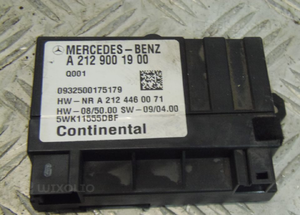 MERCEDES-BENZ
A 212 900 19 00
Q001
0932500175179
HW-NR A 212 446 00 71
HW-08/50.00 SW-09/04.00
5WK11555DBF
Continental